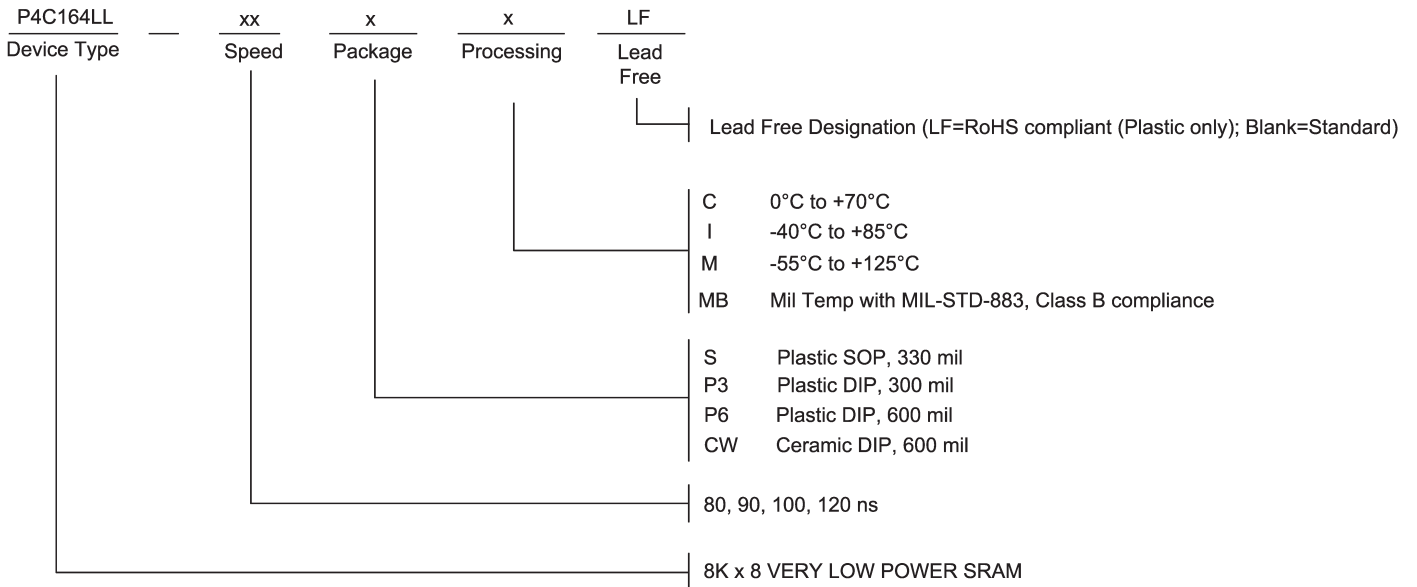 P4C164LL — xx x x LF
Device Type Speed Package Processing Lead
Free
Lead Free Designation (LF=RoHS compliant (Plastic only); Blank=Standard)
C 0°C to +70°C
I -40°C to +85°C
M -55°C to +125°C
MB Mil Temp with MIL-STD-883, Class B compliance
S Plastic SOP, 330 mil
P3 Plastic DIP, 300 mil
P6 Plastic DIP, 600 mil
CW Ceramic DIP, 600 mil
80, 90, 100, 120 ns
8K x 8 VERY LOW POWER SRAM